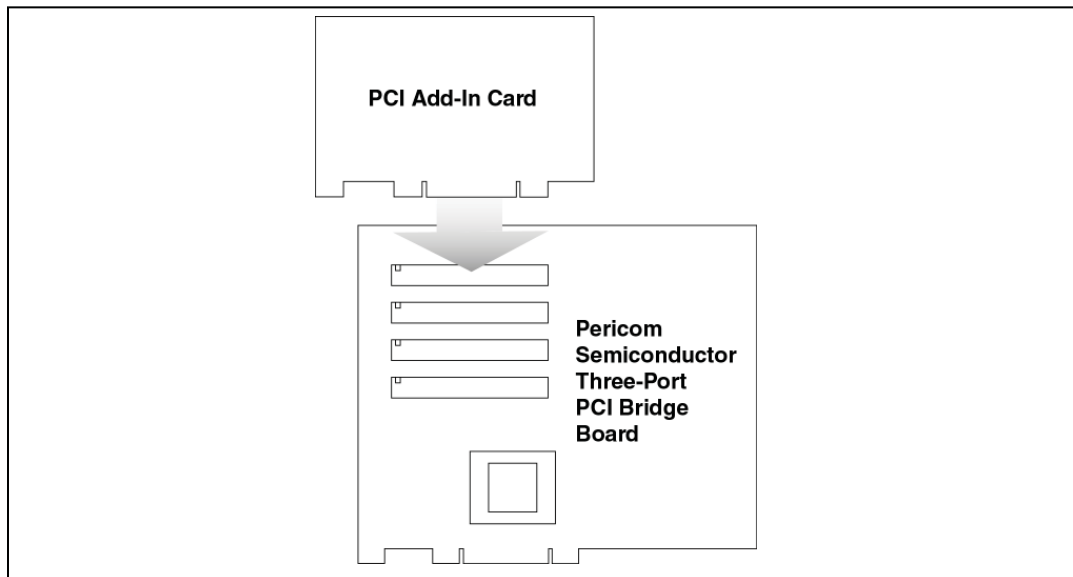 PCI Add-In Card
Pericom
Semiconductor
Three-Port
PCI Bridge
Board